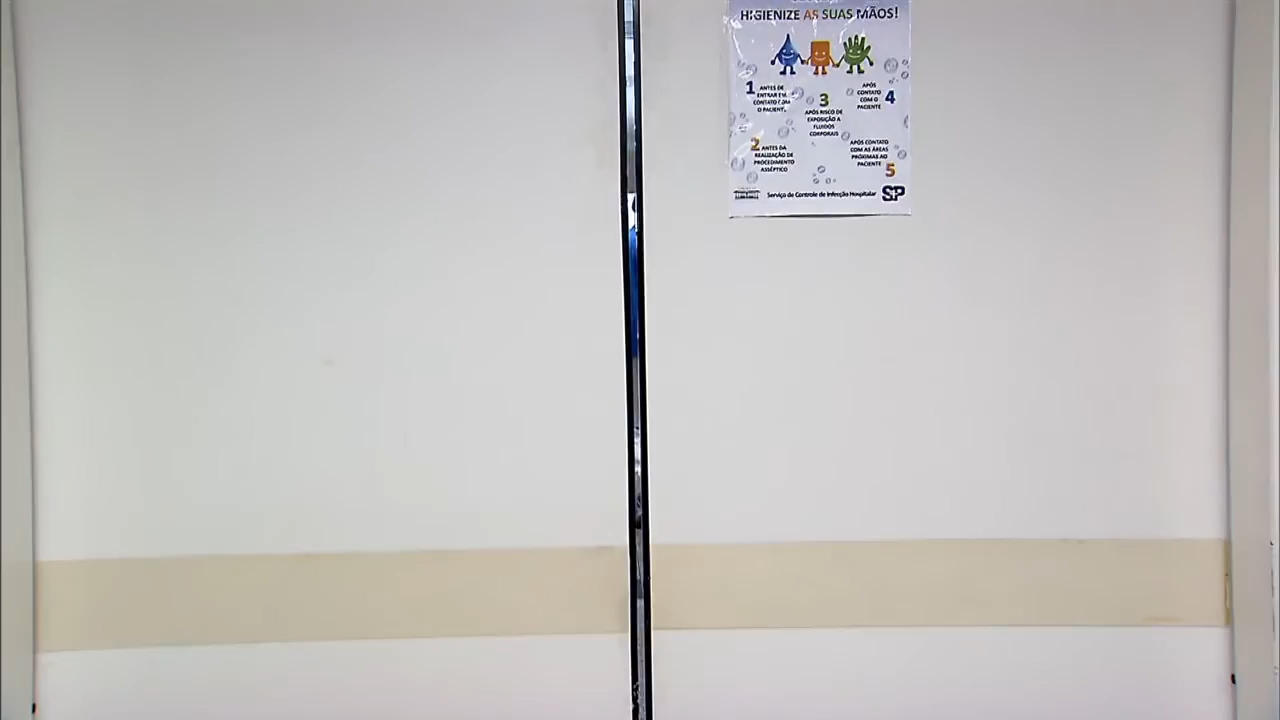 HIGIENIZE AS SUAS MÃOS!
1 ANTES DE
ENTRAR EM
CONTATO COM
O PACIENTE
2 ANTES DA
REALIZAÇÃO DE
PROCEDIMENTO
ASSÉPTICO
3
APÓS RISCO DE
EXPOSIÇÃO A
FLUIDOS
CORPORAIS
APÓS
CONTATO
COM O
PACIENTE 4
APÓS CONTATO
COM AS ÁREAS
PRÓXIMAS AO
PACIENTE 5
Serviço de Controle de Infecção Hospitalar SP